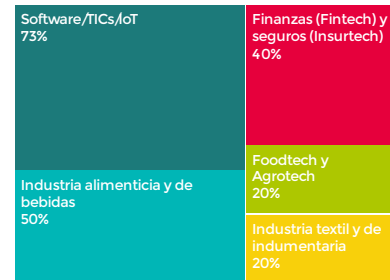 Software/TICs/IoT
73%
Industria alimenticia y de
bebidas
50%
Finanzas (Fintech) y
seguros (Insurtech)
40%
Foodtech y
Agrotech
20%
Industria textil y de
indumentaria
20%